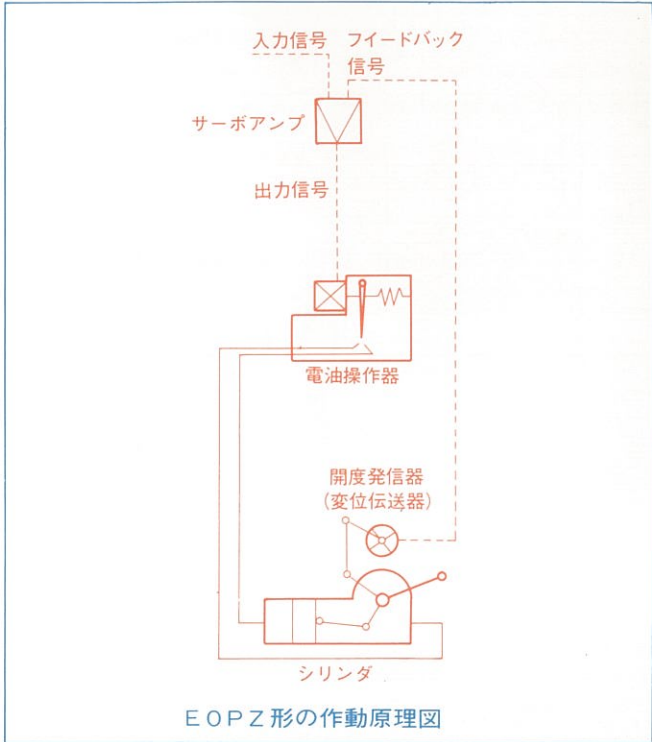 入力信号
フイードバック
信号
サーボアンプ
出力信号
電油操作器
開度発信器
(変位伝送器)
シリンダ
EOPZ形の作動原理図